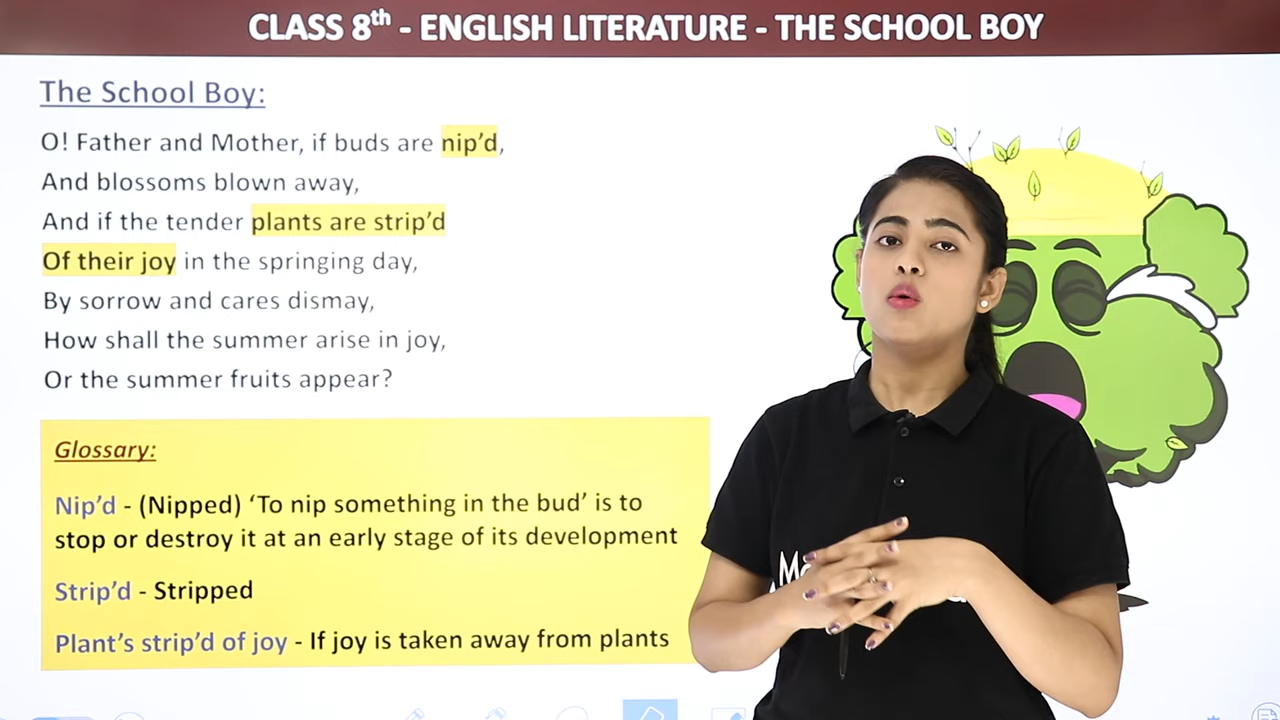 CLASS 8th - ENGLISH LITERATURE - THE SCHOOL BOY
The School Boy:
O! Father and Mother, if buds are nip’d,
And blossoms blown away,
And if the tender plants are strip’d
Of their joy in the springing day,
By sorrow and cares dismay,
How shall the summer arise in joy,
Or the summer fruits appear?
Glossary:
Nip’d - (Nipped) ‘To nip something in the bud’ is to
stop or destroy it at an early stage of its development
Strip’d - Stripped
Plant’s strip’d of joy - If joy is taken away from plants